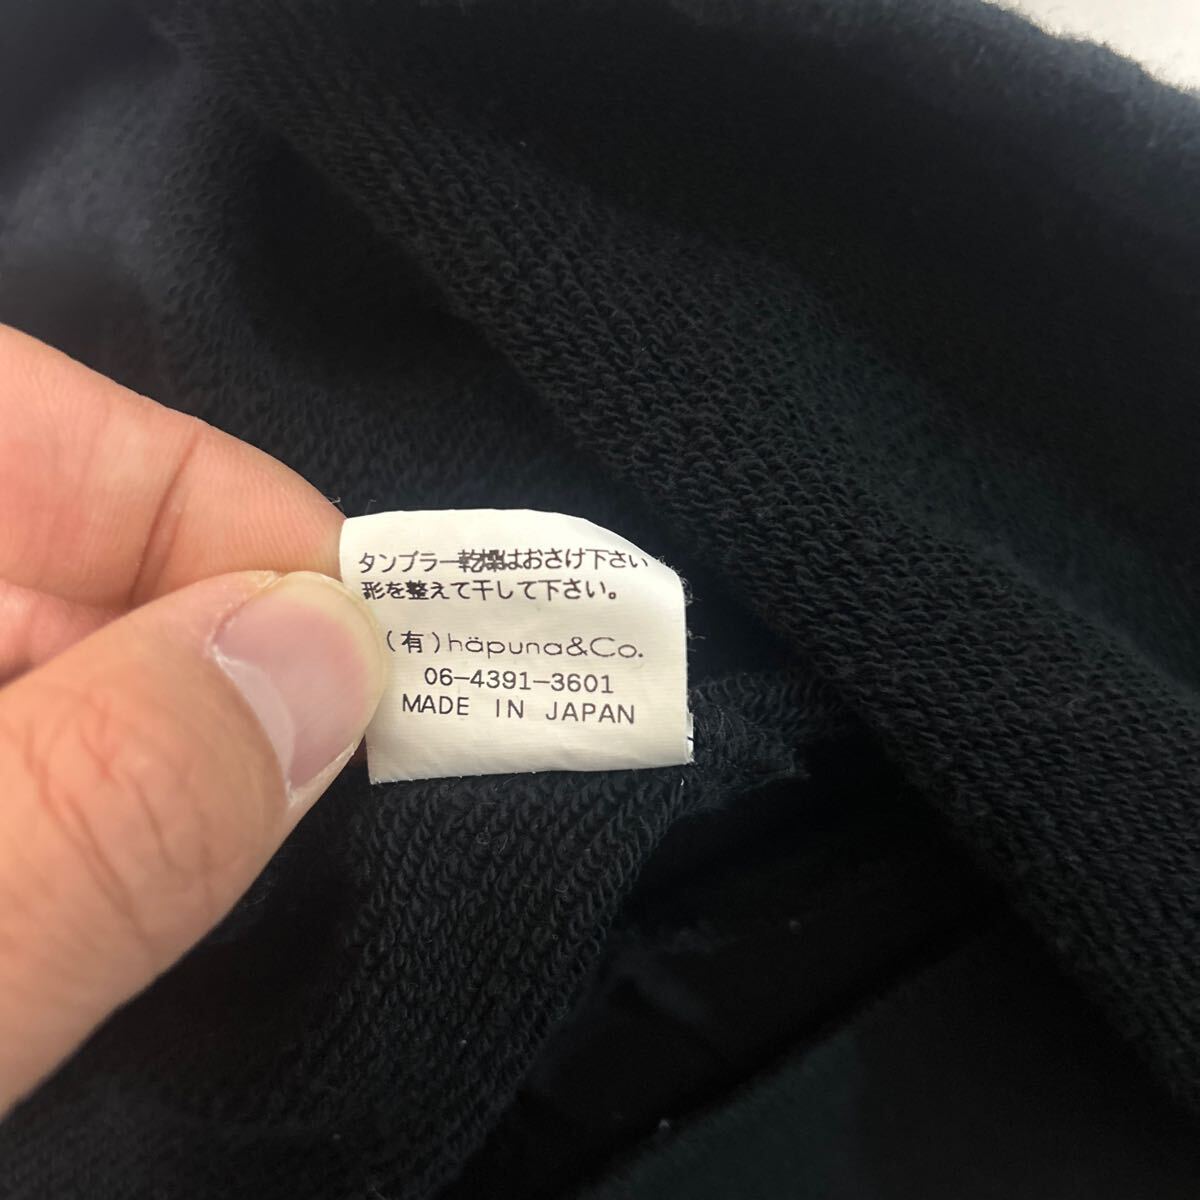 タンブラー乾燥はおさけ下さい
形を整えて干して下さい。
(有)häpuna&Co.
06-4391-3601
MADE IN JAPAN